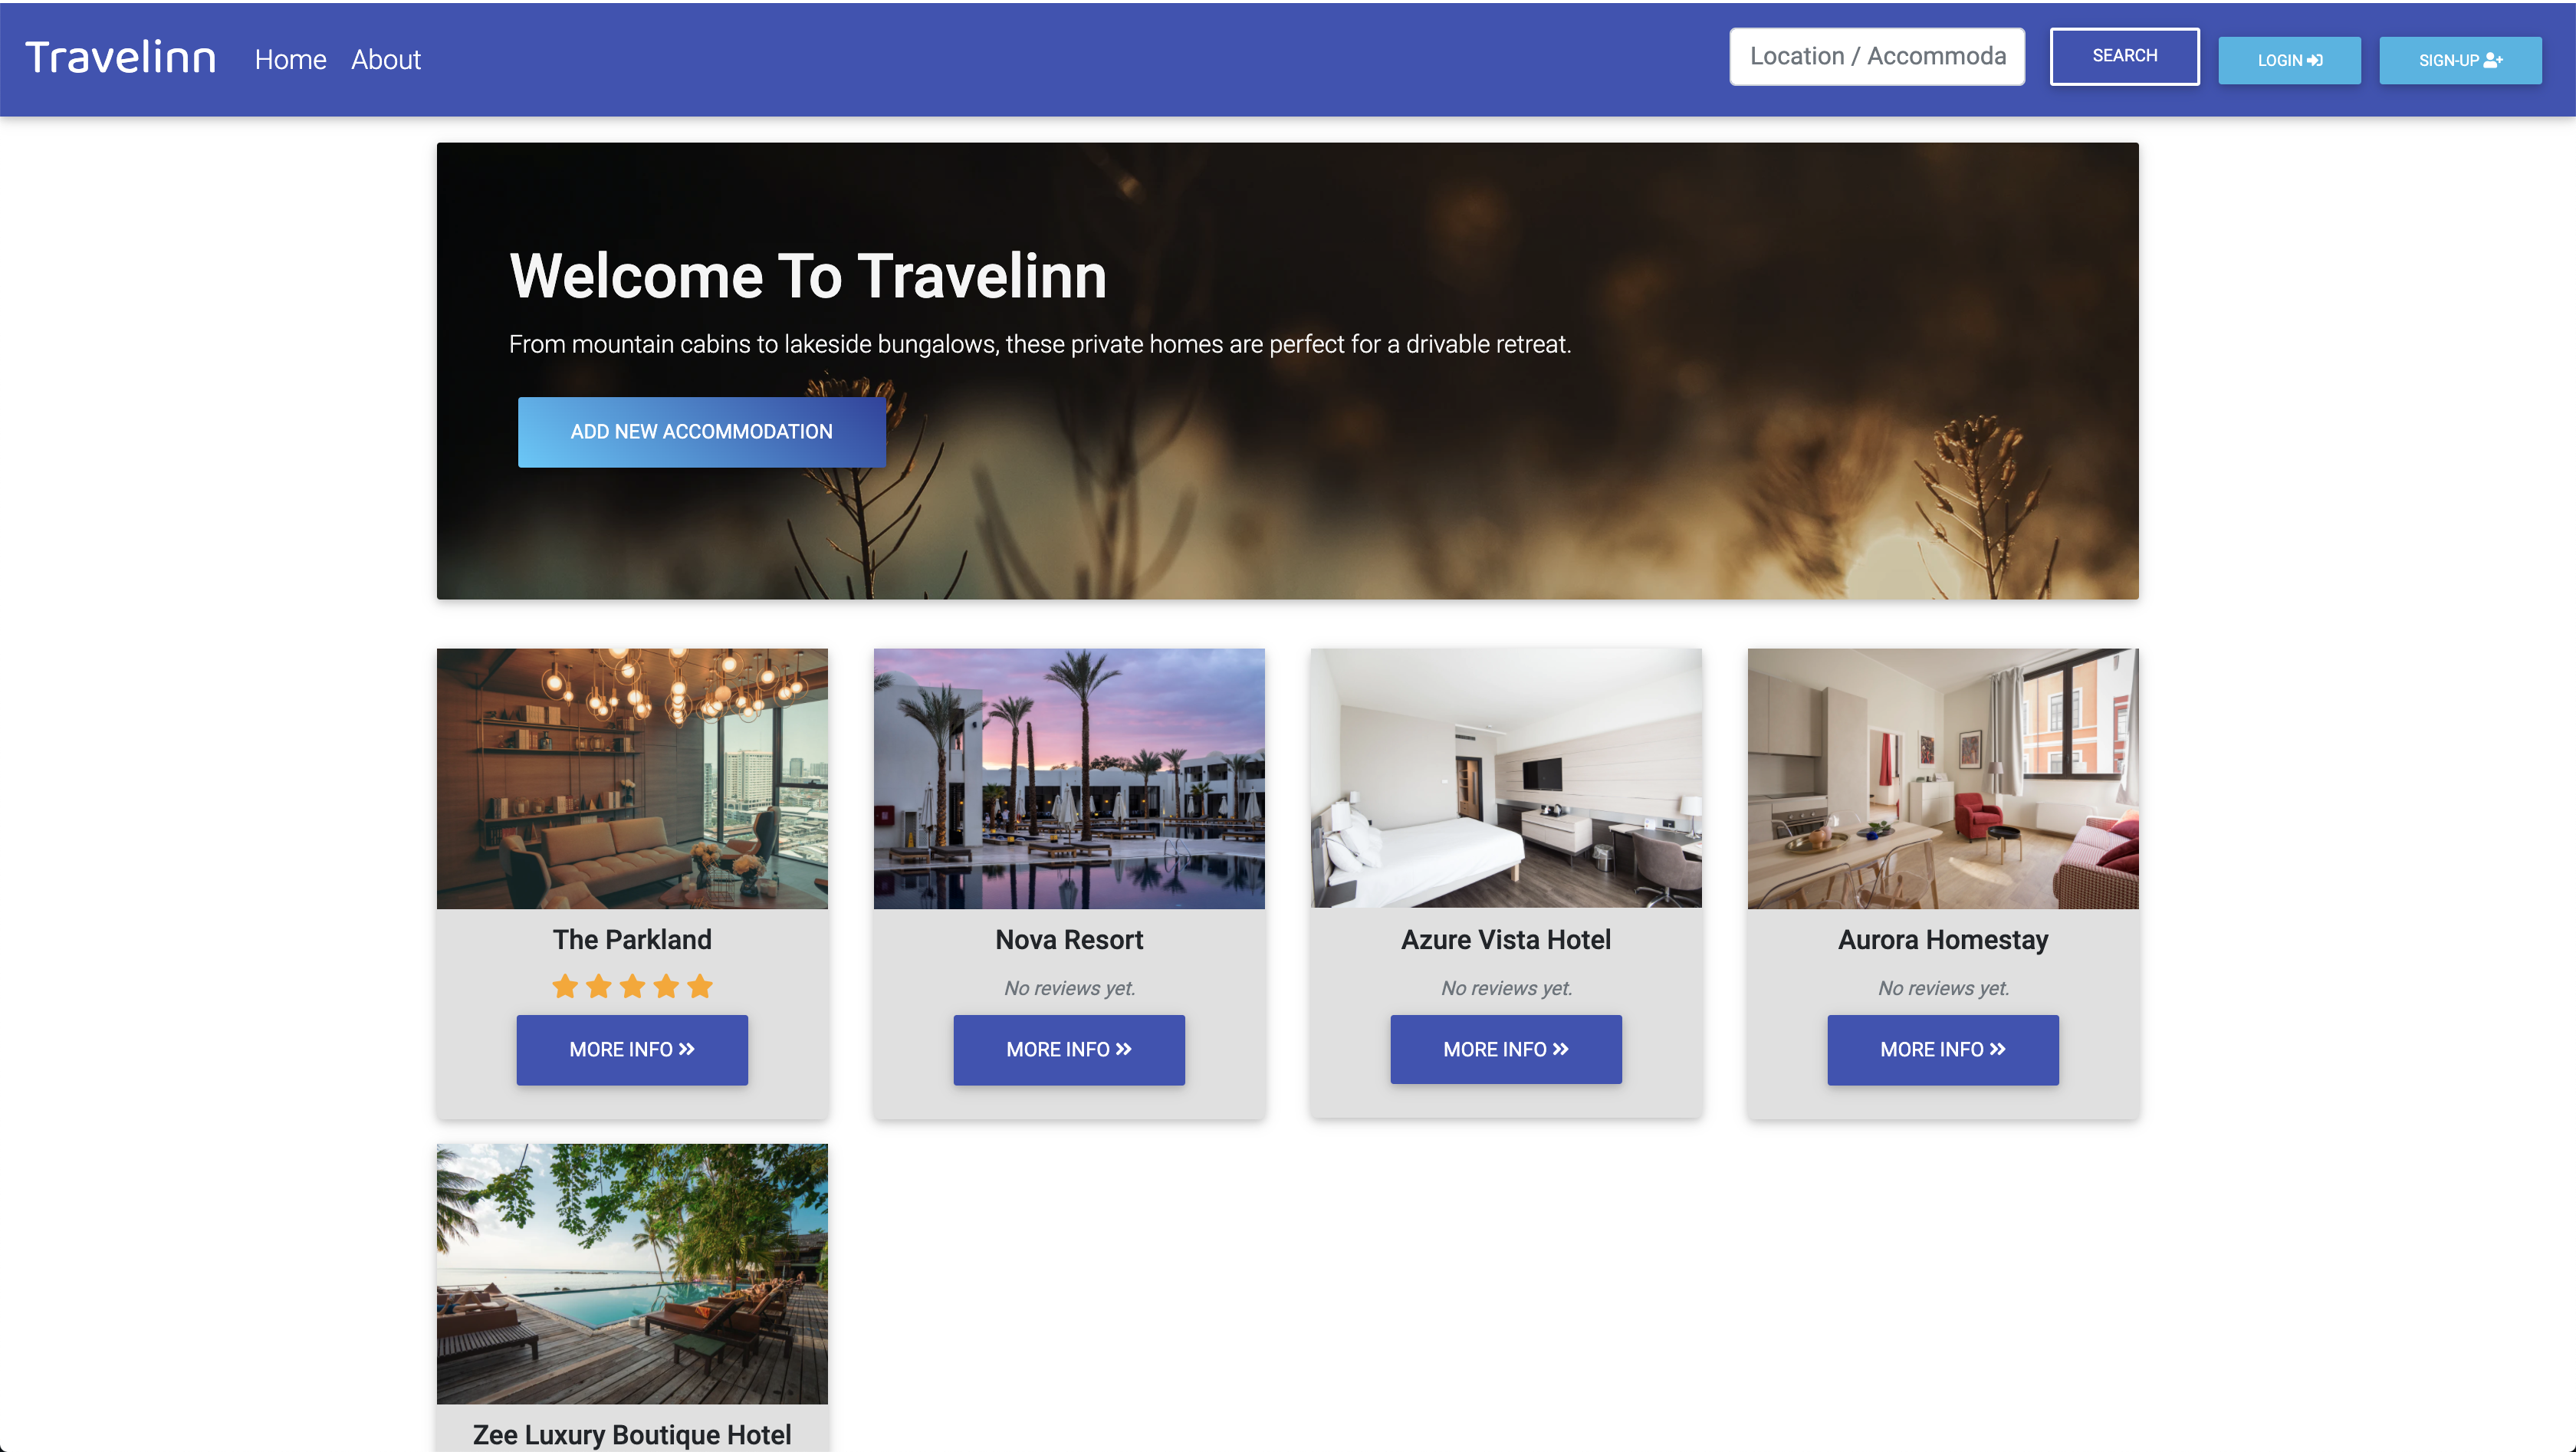 Travelinn Home About Location / Accommoda SEARCH LOGIN SIGN-UP
Welcome To Travelinn
From mountain cabins to lakeside bungalows, these private homes are perfect for a drivable retreat.
ADD NEW ACCOMMODATION
The Parkland
MORE INFO
Nova Resort
No reviews yet.
MORE INFO
Azure Vista Hotel
No reviews yet.
MORE INFO
Aurora Homestay
No reviews yet.
MORE INFO
Zee Luxury Boutique Hotel